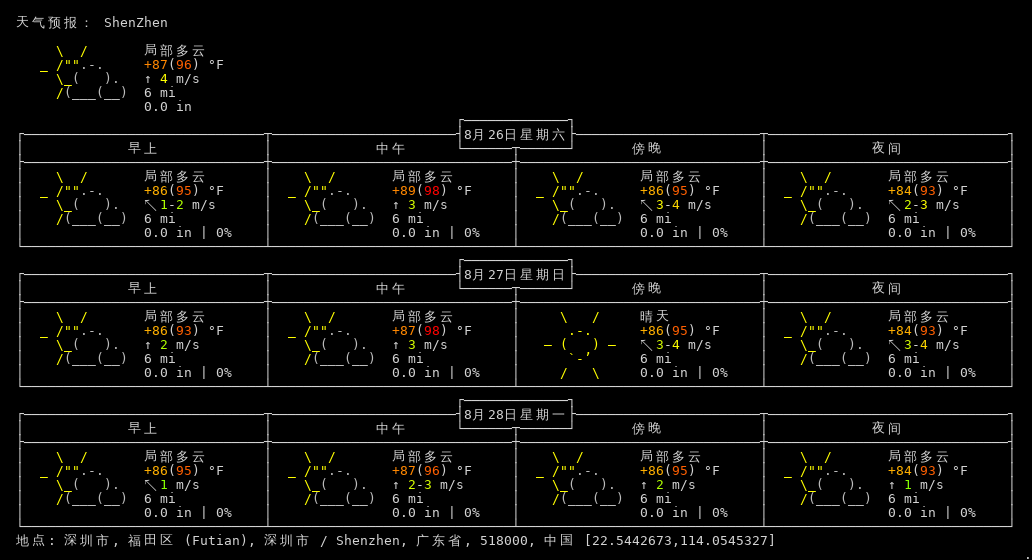 天气预报： ShenZhen
局部多云
+87(96) °F
↑ 4 m/s
6 mi
0.0 in
8月26日星期六
早上 中午 傍晚 夜间
局部多云 局部多云 局部多云 局部多云
+86(95) °F +89(98) °F +86(95) °F +84(93) °F
↖ 1-2 m/s ↑ 3 m/s ↖ 3-4 m/s ↖ 2-3 m/s
6 mi 6 mi 6 mi 6 mi
0.0 in | 0% 0.0 in | 0% 0.0 in | 0% 0.0 in | 0%
8月27日星期日
早上 中午 傍晚 夜间
局部多云 局部多云 晴天 局部多云
+86(93) °F +87(98) °F +86(95) °F +84(93) °F
↑ 2 m/s ↑ 3 m/s ↖ 3-4 m/s ↖ 3-4 m/s
6 mi 6 mi 6 mi 6 mi
0.0 in | 0% 0.0 in | 0% 0.0 in | 0% 0.0 in | 0%
8月28日星期一
早上 中午 傍晚 夜间
局部多云 局部多云 局部多云 局部多云
+86(95) °F +87(96) °F +86(95) °F +84(93) °F
↖ 1 m/s ↑ 2-3 m/s ↑ 2 m/s ↑ 1 m/s
6 mi 6 mi 6 mi 6 mi
0.0 in | 0% 0.0 in | 0% 0.0 in | 0% 0.0 in | 0%
地点: 深圳市, 福田区 (Futian), 深圳市 / Shenzhen, 广东省, 518000, 中国 [22.5442673,114.0545327]